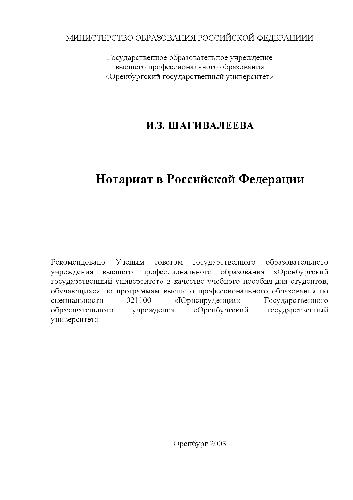 МИНИСТЕРСТВО ОБРАЗОВАНИЯ РОССИЙСКОЙ ФЕДЕРАЦИИИ
Государственное образовательное учреждение
высшего профессионального образования
«Оренбургский государственный университет»
И.З. ШАГИВАЛЕЕВА
Нотариат в Российской Федерации
Рекомендовано Ученым советом государственного образовательного
учреждения высшего профессионального образования «Оренбургский
государственный университет» в качестве учебного пособия для студентов,
обучающихся по программам высшего профессионального образования по
специальности 021100 «Юриспруденция» Государственного
образовательного учреждения «Оренбургский государственный
университет»
Оренбург 2003